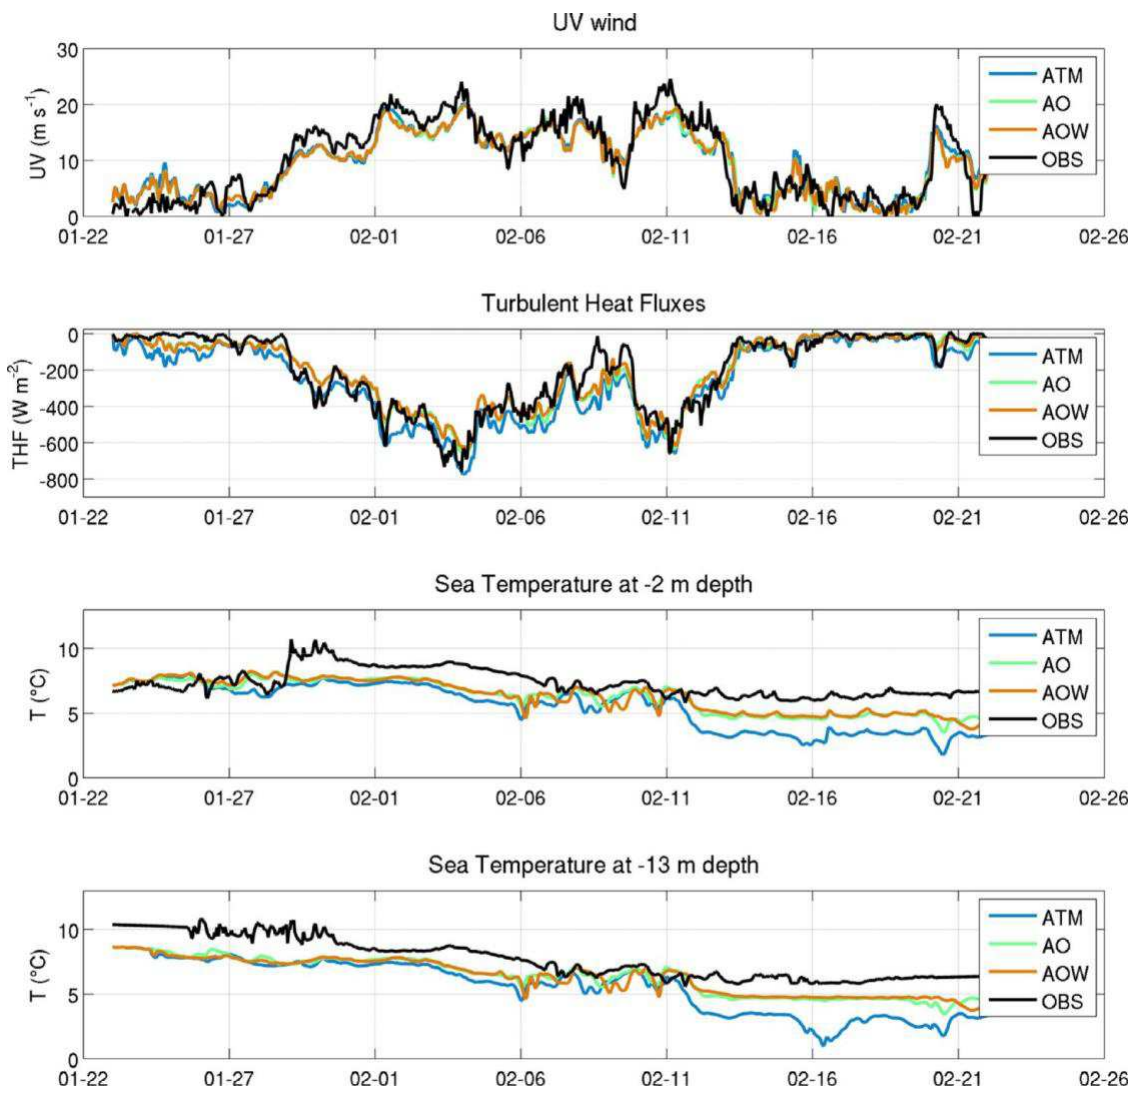 UV wind
30
20
10
0
UV (m s⁻¹)
ATM
AO
AOW
OBS
01-22 01-27 02-01 02-06 02-11 02-16 02-21 02-26
Turbulent Heat Fluxes
0
-200
-400
-600
-800
THF (W m⁻²)
ATM
AO
AOW
OBS
01-22 01-27 02-01 02-06 02-11 02-16 02-21 02-26
Sea Temperature at -2 m depth
10
5
0
T (°C)
ATM
AO
AOW
OBS
01-22 01-27 02-01 02-06 02-11 02-16 02-21 02-26
Sea Temperature at -13 m depth
10
5
0
T (°C)
ATM
AO
AOW
OBS
01-22 01-27 02-01 02-06 02-11 02-16 02-21 02-26